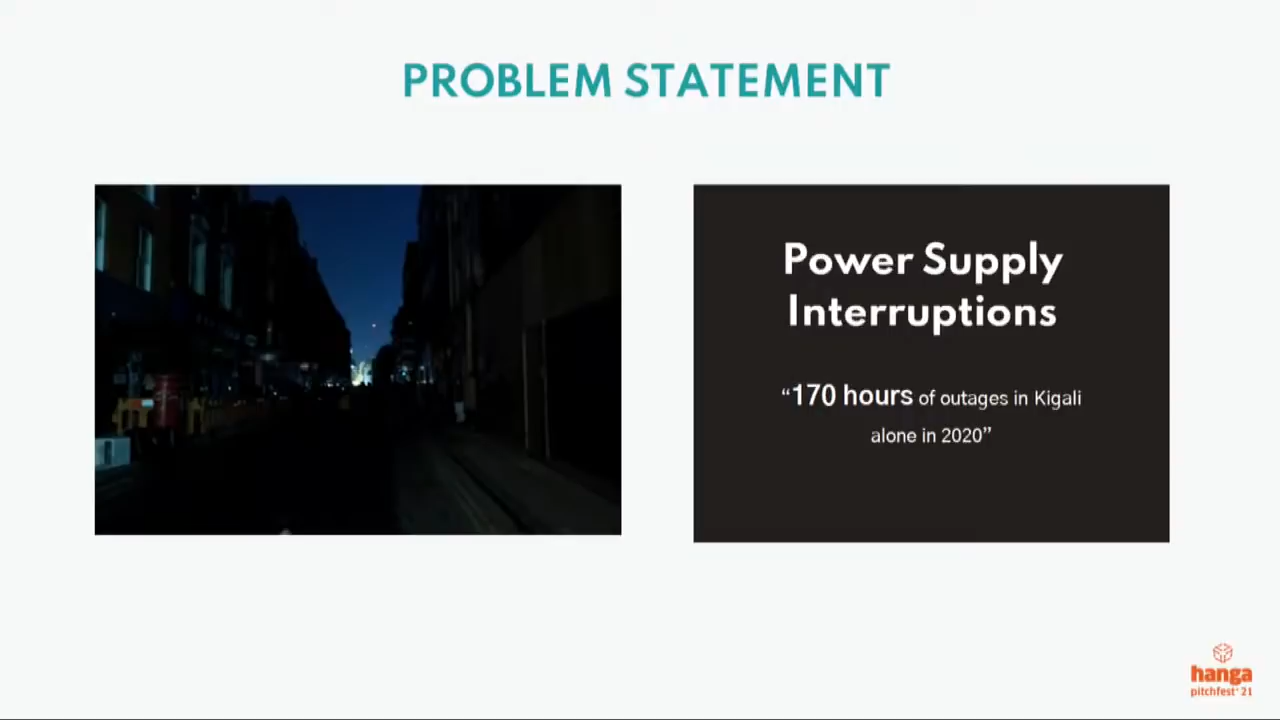 PROBLEM STATEMENT
Power Supply
Interruptions
“170 hours of outages in Kigali
alone in 2020”
hanga
pitchfest' 21